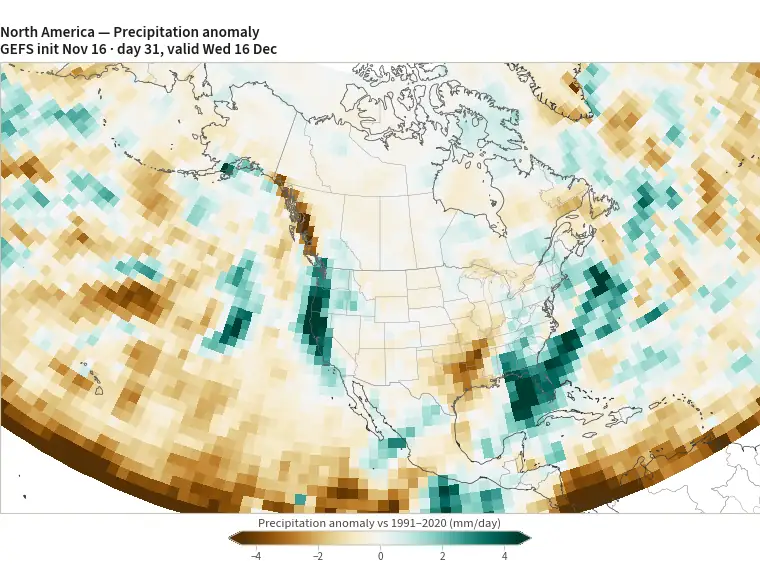 North America — Precipitation anomaly
GEFS init Nov 16 · day 31, valid Wed 16 Dec
Precipitation anomaly vs 1991–2020 (mm/day)
−4 −2 0 2 4